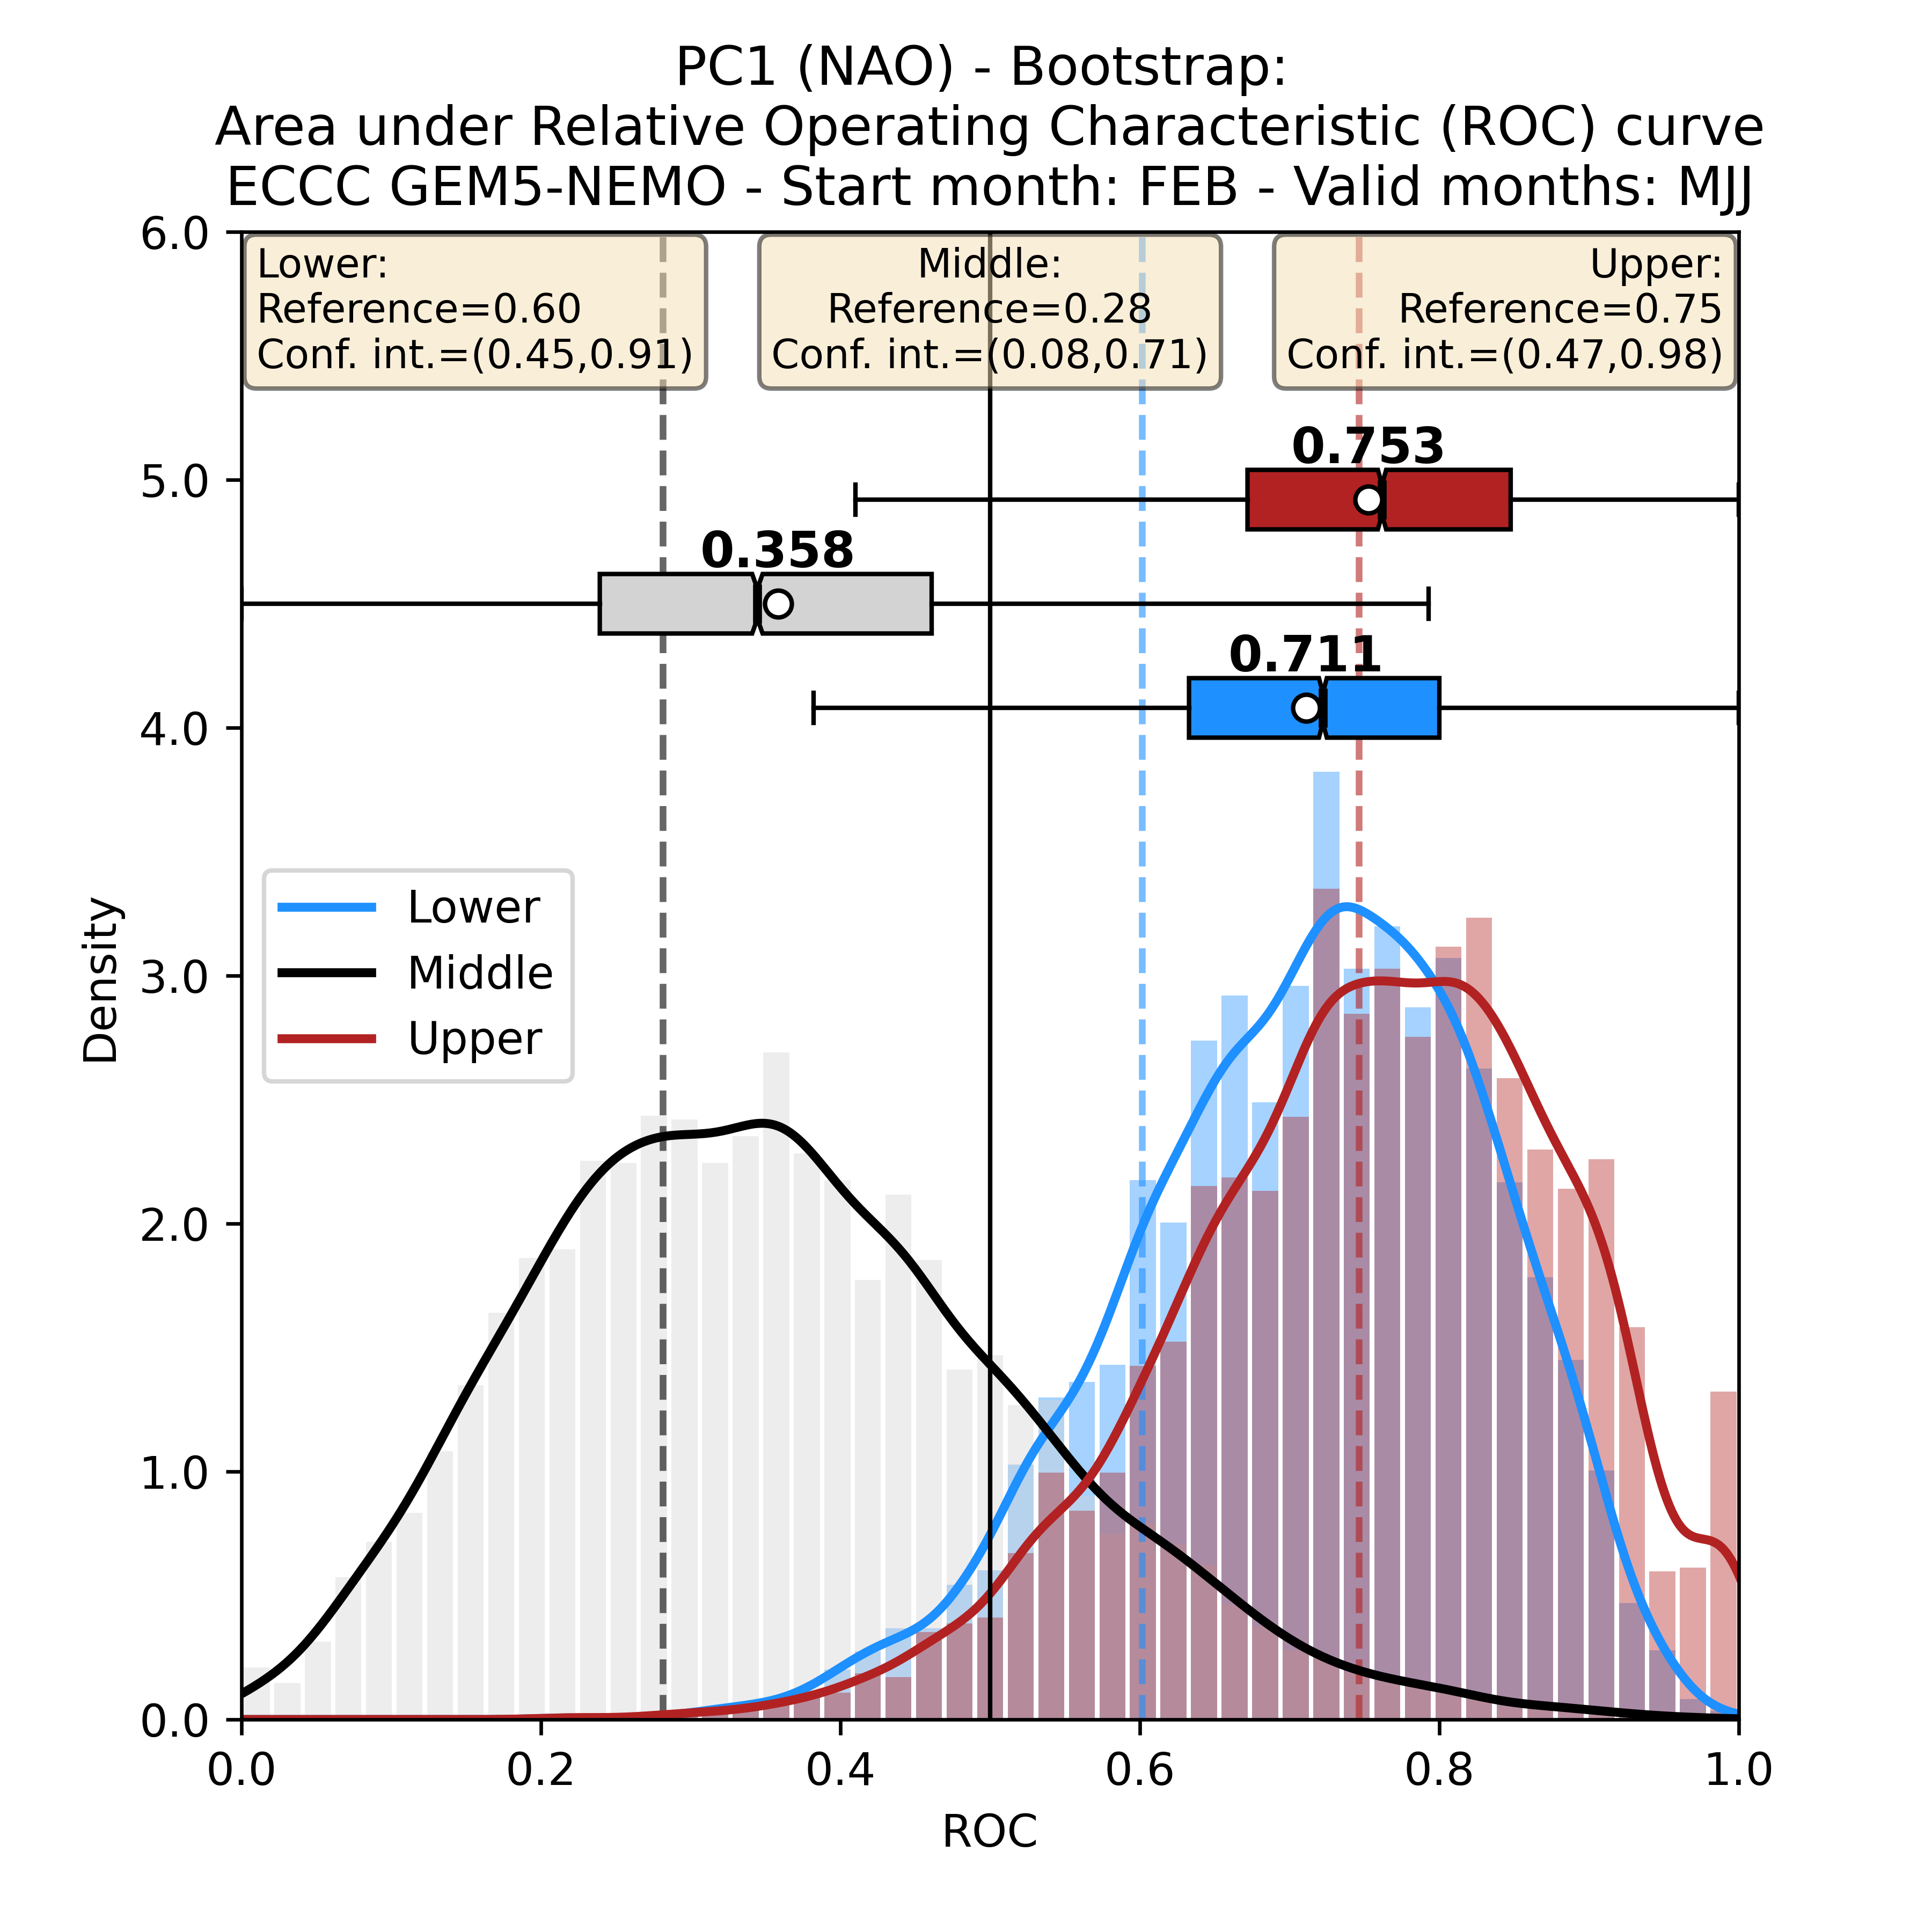 PC1 (NAO) - Bootstrap:
Area under Relative Operating Characteristic (ROC) curve
ECCC GEM5-NEMO - Start month: FEB - Valid months: MJJ
Lower:
Reference=0.60
Conf. int.=(0.45,0.91)
Middle:
Reference=0.28
Conf. int.=(0.08,0.71)
Upper:
Reference=0.75
Conf. int.=(0.47,0.98)
0.753
0.358
0.711
Lower
Middle
Upper
Density
6.0
5.0
4.0
3.0
2.0
1.0
0.0
0.0 0.2 0.4 0.6 0.8 1.0
ROC